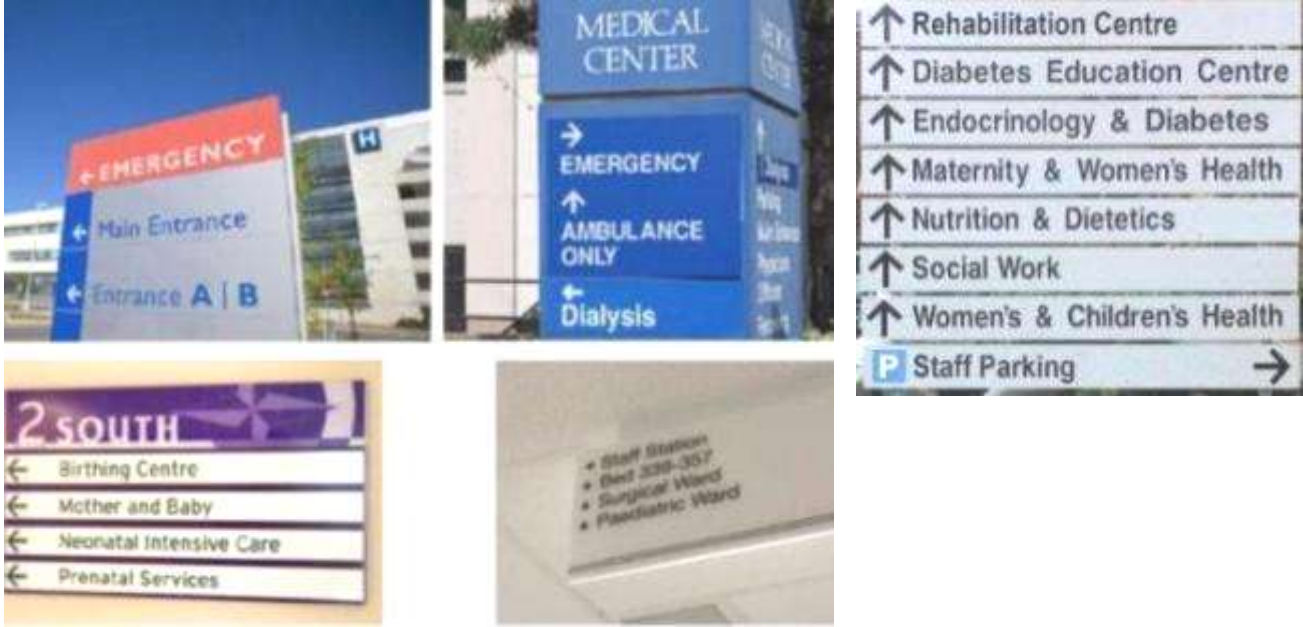 EMERGENCY
Main Entrance
Entrance A | B
H
MEDICAL
CENTER
EMERGENCY
AMBULANCE
ONLY
Dialysis
Rehabilitation Centre
Diabetes Education Centre
Endocrinology & Diabetes
Maternity & Women's Health
Nutrition & Dietetics
Social Work
Women's & Children's Health
P Staff Parking
2 SOUTH
Birthing Centre
Mother and Baby
Neonatal Intensive Care
Prenatal Services
• Staff Station
• Bed 339-357
• Surgical Ward
• Paediatric Ward